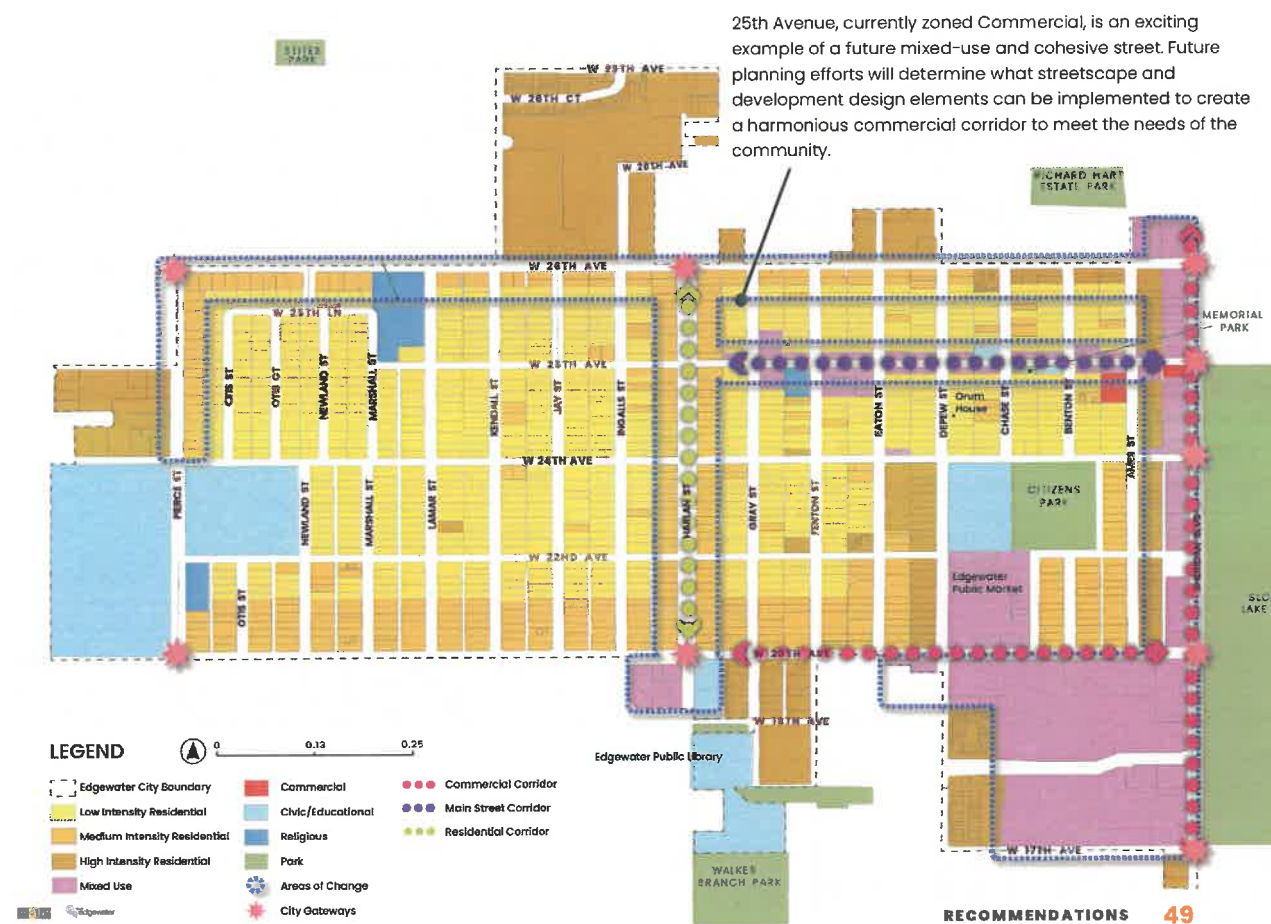 25th Avenue, currently zoned Commercial, is an exciting
example of a future mixed-use and cohesive street. Future
planning efforts will determine what streetscape and
development design elements can be implemented to create
a harmonious commercial corridor to meet the needs of the
community.
PARK
W 26TH CT
RICHARD HART
ESTATE PARK
W 26TH AVE
W 26TH AVE
W 25TH LN
MEMORIAL
PARK
W 25TH AVE
OTIS ST
OTIS CT
NEWLAND ST
MARSHALL ST
KENDALL ST
JAY ST
INGALLS ST
EATON ST
DEPEW ST
Orum
House
CHASE ST
BENTON ST
AMES ST
W 24TH AVE
PIERCE ST
NEWLAND ST
MARSHALL ST
LAMAR ST
HARLAN ST
GRAY ST
FENTON ST
CITIZENS
PARK
SHERIDAN BLVD
W 22ND AVE
OTIS ST
Edgewater
Public Market
LAKE
W 20TH AVE
Edgewater Public Library
WALKER
BRANCH PARK
W 17TH AVE
LEGEND
0 0.13 0.25
Edgewater City Boundary
Low Intensity Residential
Medium Intensity Residential
High Intensity Residential
Mixed Use
Commercial
Civic/Educational
Religious
Park
Areas of Change
City Gateways
Commercial Corridor
Main Street Corridor
Residential Corridor
Edgewater
RECOMMENDATIONS 49